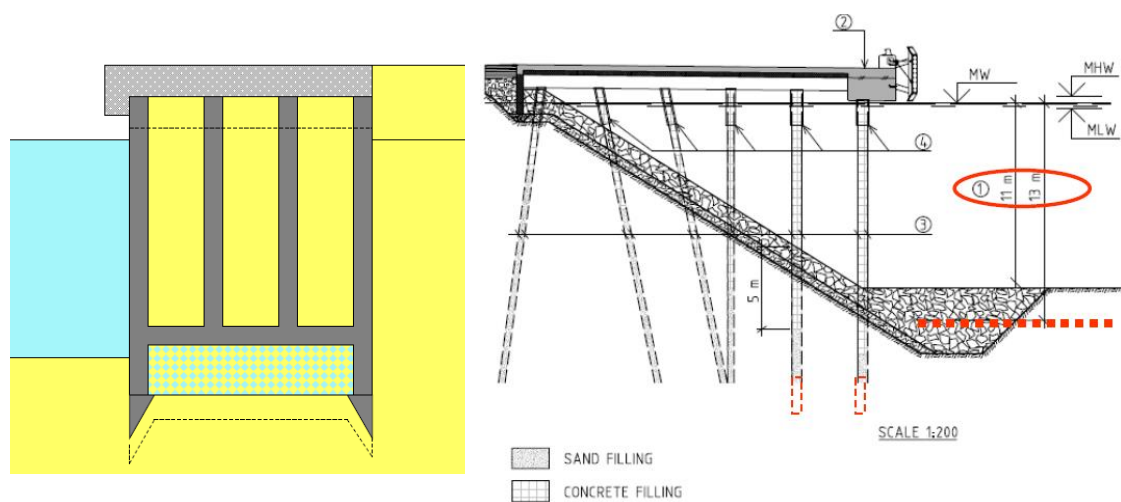 ②
MW
MHW
MLW
④
① 11 m
13 m
③
5 m
SCALE 1:200
SAND FILLING
CONCRETE FILLING